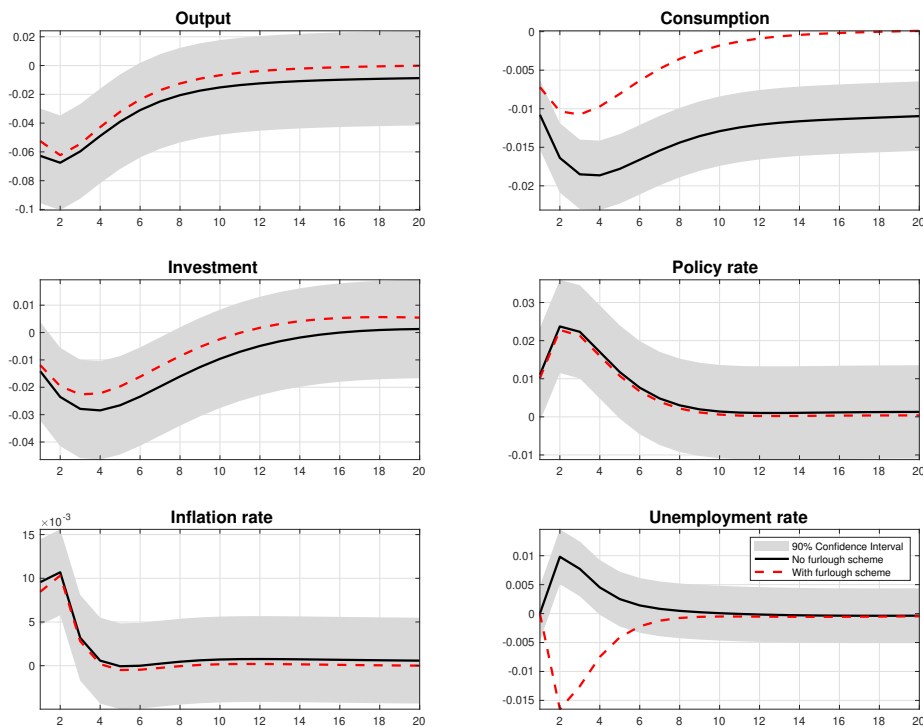 Output
0.02
0
-0.02
-0.04
-0.06
-0.08
-0.1
2 4 6 8 10 12 14 16 18 20
Consumption
0
-0.005
-0.01
-0.015
-0.02
2 4 6 8 10 12 14 16 18 20
Investment
0.01
0
-0.01
-0.02
-0.03
-0.04
2 4 6 8 10 12 14 16 18 20
Policy rate
0.03
0.02
0.01
0
-0.01
2 4 6 8 10 12 14 16 18 20
Inflation rate
×10⁻³
15
10
5
0
2 4 6 8 10 12 14 16 18 20
Unemployment rate
0.01
0.005
0
-0.005
-0.01
-0.015
2 4 6 8 10 12 14 16 18 20
90% Confidence Interval
No furlough scheme
With furlough scheme